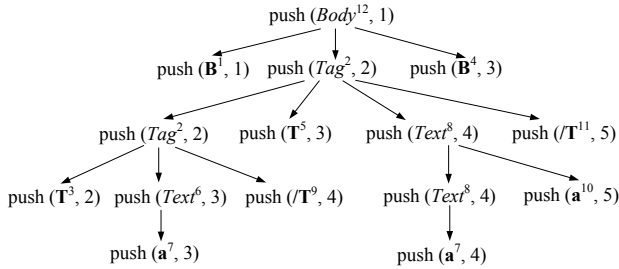 push (Body¹², 1)
push (B¹, 1) push (Tag², 2) push (B⁴, 3)
push (Tag², 2) push (T⁵, 3) push (Text⁸, 4) push (/T¹¹, 5)
push (T³, 2) push (Text⁶, 3) push (/T⁹, 4) push (Text⁸, 4) push (a¹⁰, 5)
push (a⁷, 3) push (a⁷, 4)